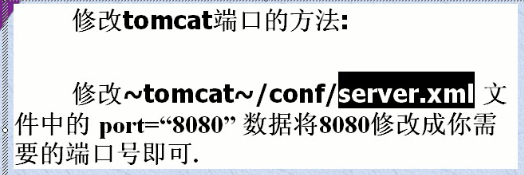 修改tomcat端口的方法:
修改~tomcat~/conf/server.xml 文
件中的 port=“8080” 数据将8080修改成你需
要的端口号即可.